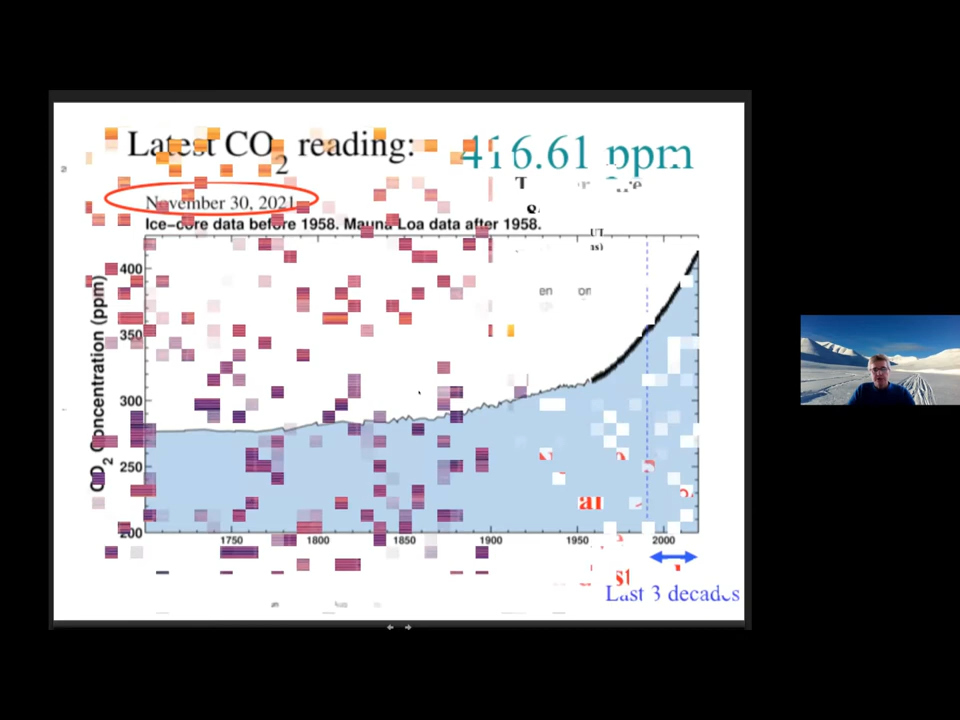 Latest CO2 reading: 416.61 ppm
November 30, 2021
Ice-core data before 1958. Mauna Loa data after 1958.
CO2 Concentration (ppm)
400
350
300
250
200
1750 1800 1850 1900 1950 2000
Last 3 decades